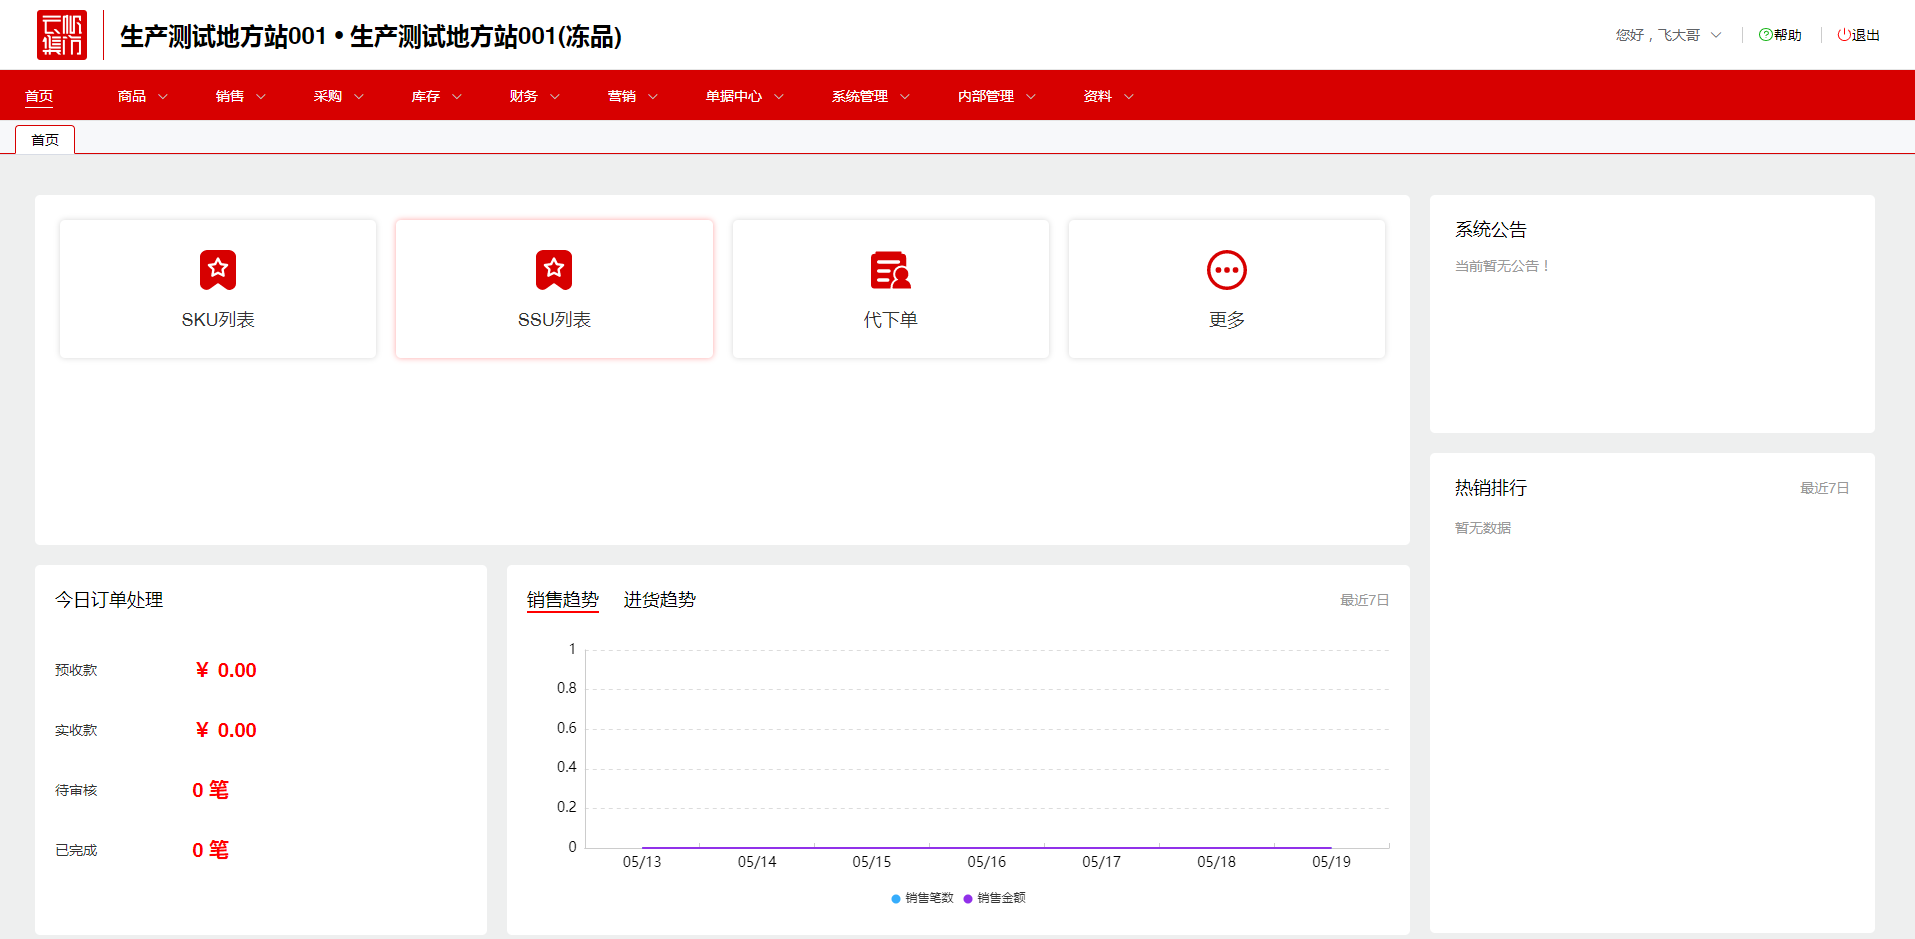 生产测试地方站001 • 生产测试地方站001(冻品)
您好，飞大哥
帮助
退出
首页 商品 销售 采购 库存 财务 营销 单据中心 系统管理 内部管理 资料
首页
SKU列表
SSU列表
代下单
更多
系统公告
当前暂无公告！
热销排行 最近7日
暂无数据
今日订单处理
预收款 ¥ 0.00
实收款 ¥ 0.00
待审核 0 笔
已完成 0 笔
销售趋势 进货趋势 最近7日
1
0.8
0.6
0.4
0.2
0
05/13 05/14 05/15 05/16 05/17 05/18 05/19
销售笔数 销售金额